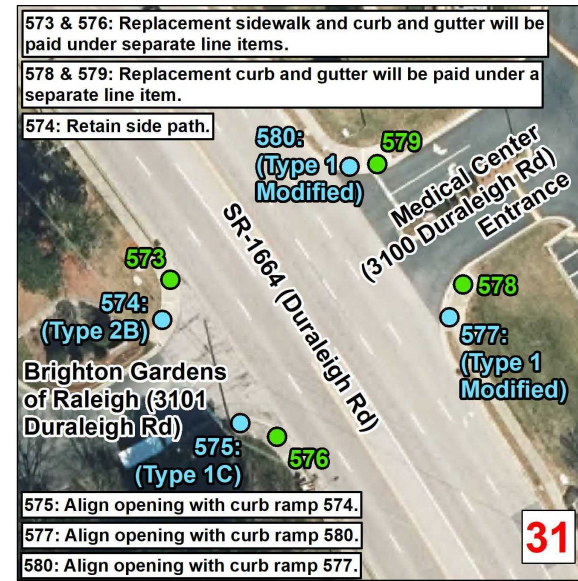 573 & 576: Replacement sidewalk and curb and gutter will be
paid under separate line items.
578 & 579: Replacement curb and gutter will be paid under a
separate line item.
574: Retain side path.
580:
(Type 1
Modified)
579
Medical Center
(3100 Duraleigh Rd)
Entrance
SR-1664 (Duraleigh Rd)
573
574:
(Type 2B)
578
577:
(Type 1
Modified)
Brighton Gardens
of Raleigh (3101
Duraleigh Rd)
575:
(Type 1C)
576
575: Align opening with curb ramp 574.
577: Align opening with curb ramp 580.
580: Align opening with curb ramp 577.
31